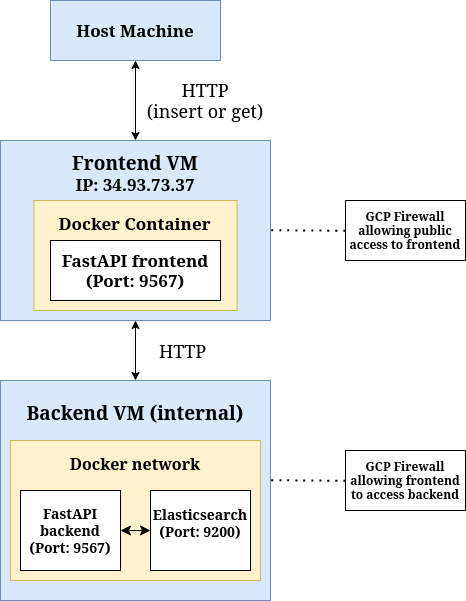 Host Machine
HTTP
(insert or get)
Frontend VM
IP: 34.93.73.37
Docker Container
FastAPI frontend
(Port: 9567)
GCP Firewall
allowing public
access to frontend
HTTP
Backend VM (internal)
Docker network
FastAPI
backend
(Port: 9567)
Elasticsearch
(Port: 9200)
GCP Firewall
allowing frontend
to access backend